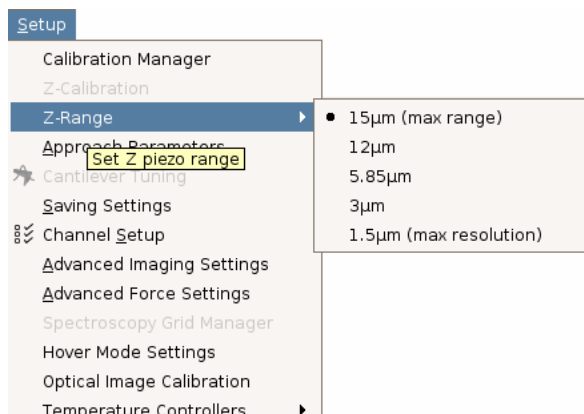 Setup
Calibration Manager
Z-Calibration
Z-Range
Approach Parameters
Set Z piezo range
Cantilever Tuning
Saving Settings
Channel Setup
Advanced Imaging Settings
Advanced Force Settings
Spectroscopy Grid Manager
Hover Mode Settings
Optical Image Calibration
Temperature Controllers
15µm (max range)
12µm
5.85µm
3µm
1.5µm (max resolution)